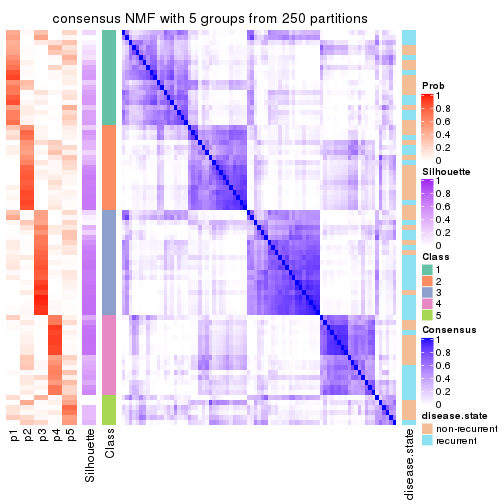 consensus NMF with 5 groups from 250 partitions
Prob
1
0.8
0.6
0.4
0.2
0
Silhouette
1
0.8
0.6
0.4
0.2
0
Class
1
2
3
4
5
Consensus
1
0.8
0.6
0.4
0.2
0
disease.state
non-recurrent
recurrent
p1
p2
p3
p4
p5
Silhouette
Class
disease.state